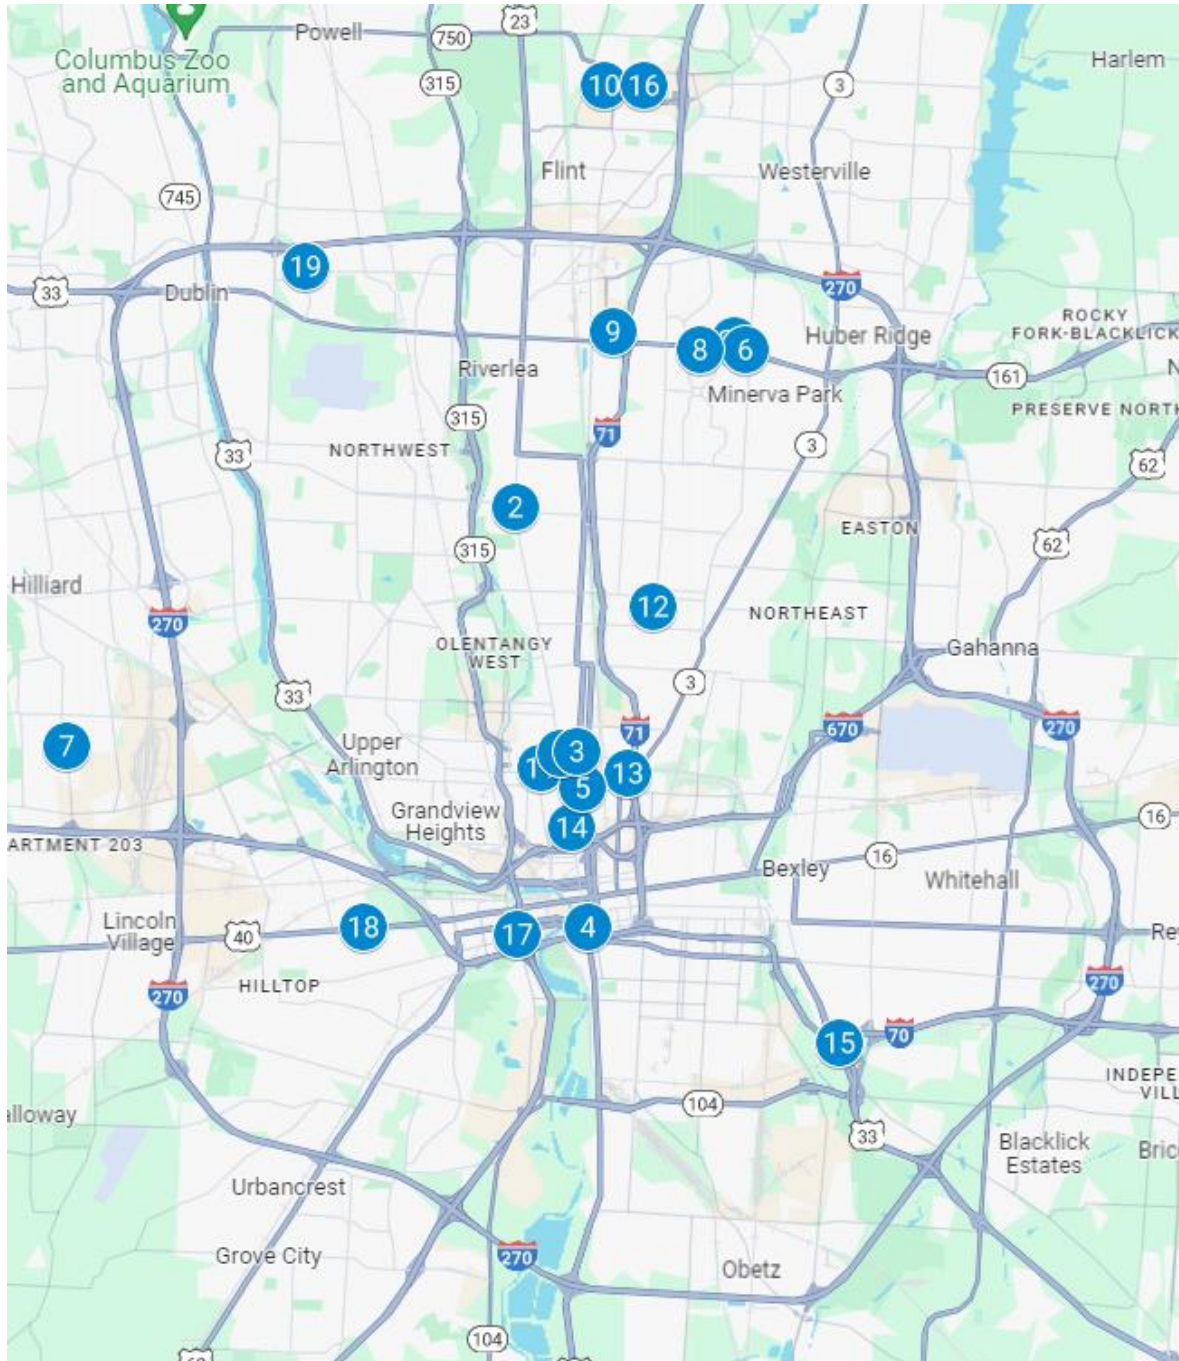 23
Powell
750
Harlem
Columbus Zoo
and Aquarium
315
10
16
3
Flint
Westerville
745
19
270
33
Dublin
9
ROCKY
FORK-BLACKLICK
8
6
Huber Ridge
Riverlea
161
Minerva Park
315
71
PRESERVE NORTH
3
NORTHWEST
33
62
2
EASTON
315
62
Hilliard
12
270
NORTHEAST
OLENTANGY
WEST
Gahanna
3
33
7
71
670
270
Upper
Arlington
3
13
5
Grandview
Heights
14
16
ARTMENT 203
16
Bexley
Whitehall
Lincoln
Village
40
18
17
4
HILLTOP
270
270
15
70
104
INDEPE
VILL
alloway
33
Blacklick
Estates
Bric
Urbancrest
Grove City
270
Obetz
104